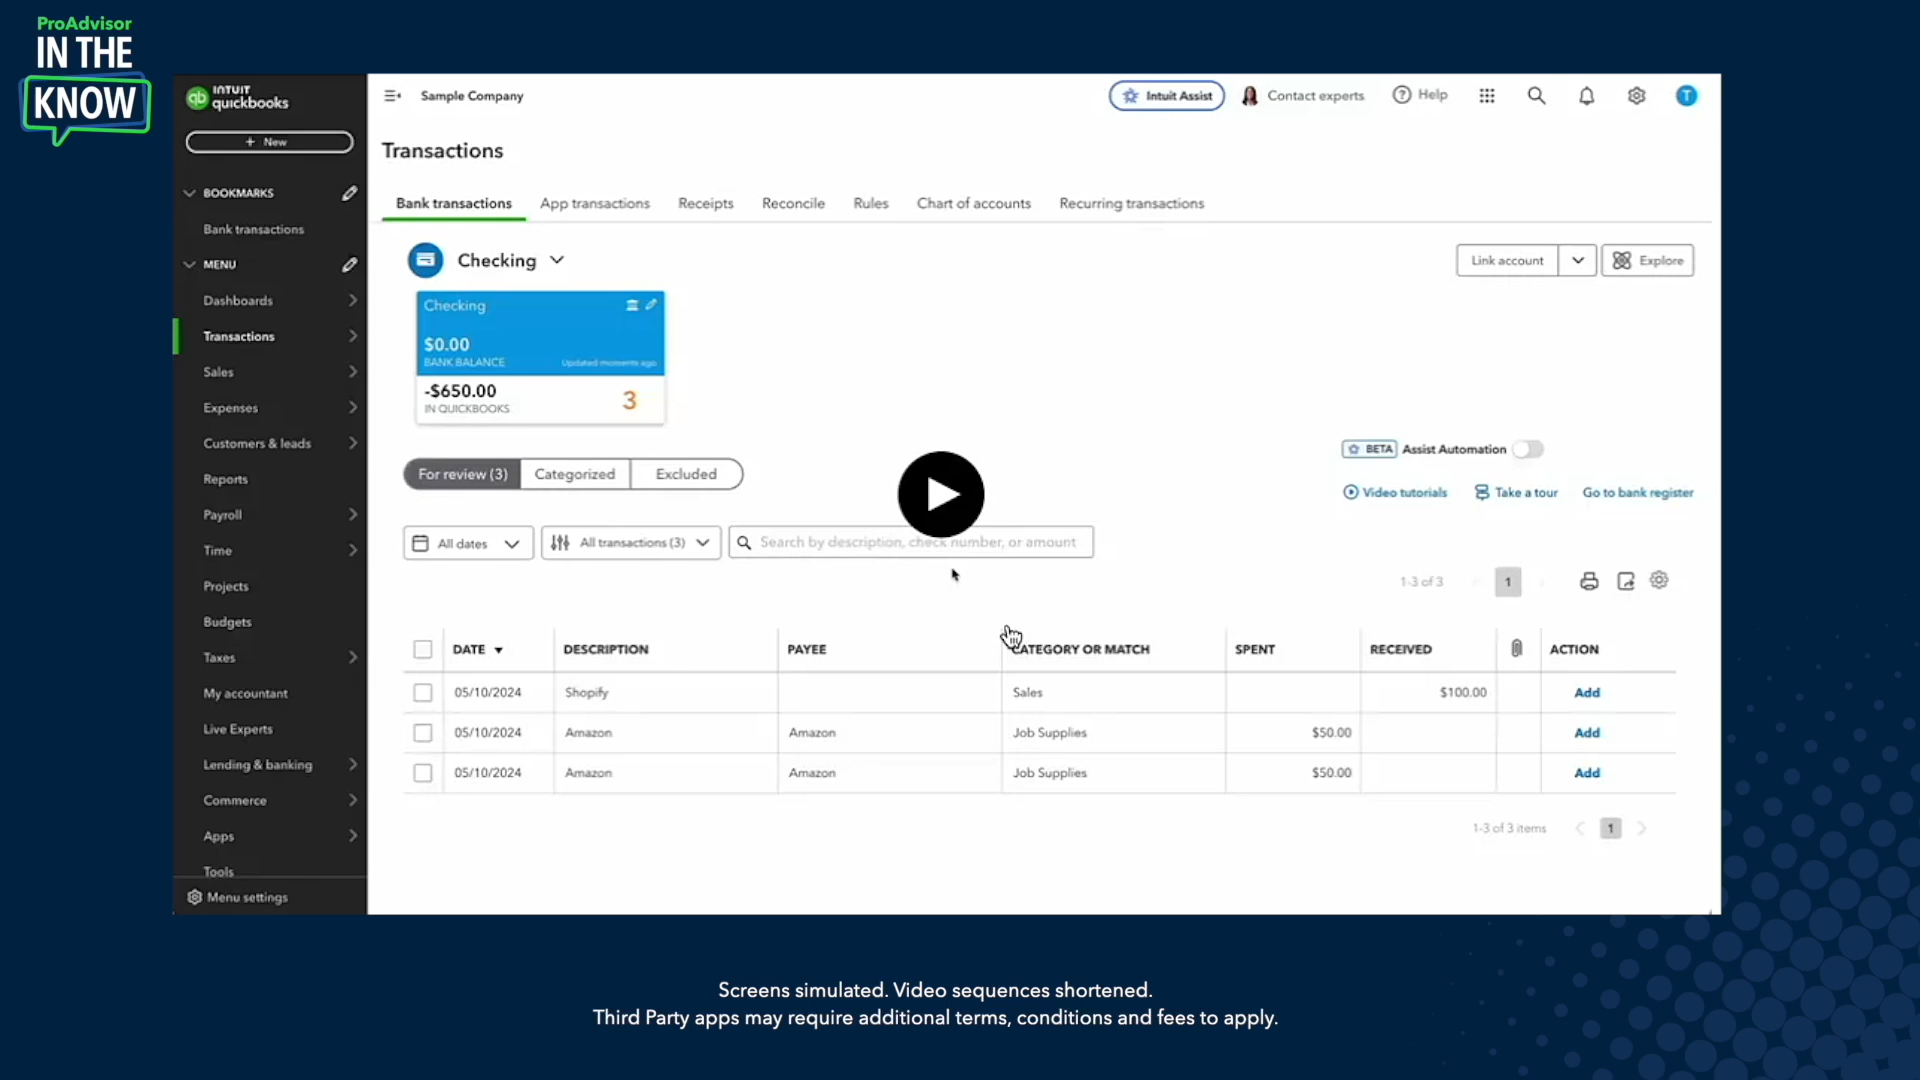 ProAdvisor
IN THE
KNOW
INTUIT
quickbooks
qb
+ New
BOOKMARKS
Bank transactions
MENU
Dashboards
Transactions
Sales
Expenses
Customers & leads
Reports
Payroll
Time
Projects
Budgets
Taxes
My accountant
Live Experts
Lending & banking
Commerce
Apps
Tools
Menu settings
Sample Company
Intuit Assist
Contact experts
Help
T
Transactions
Bank transactions App transactions Receipts Reconcile Rules Chart of accounts Recurring transactions
Checking
Link account
Explore
Checking
$0.00
BANK BALANCE
Updated moments ago
-$650.00
IN QUICKBOOKS
3
BETA Assist Automation
For review (3) Categorized Excluded
Video tutorials Take a tour Go to bank register
All dates All transactions (3) Search by description, check number, or amount
1-3 of 3 1
DATE DESCRIPTION PAYEE CATEGORY OR MATCH SPENT RECEIVED ACTION
05/10/2024 Shopify Sales $100.00 Add
05/10/2024 Amazon Amazon Job Supplies $50.00 Add
05/10/2024 Amazon Amazon Job Supplies $50.00 Add
1-3 of 3 items 1
Screens simulated. Video sequences shortened.
Third Party apps may require additional terms, conditions and fees to apply.